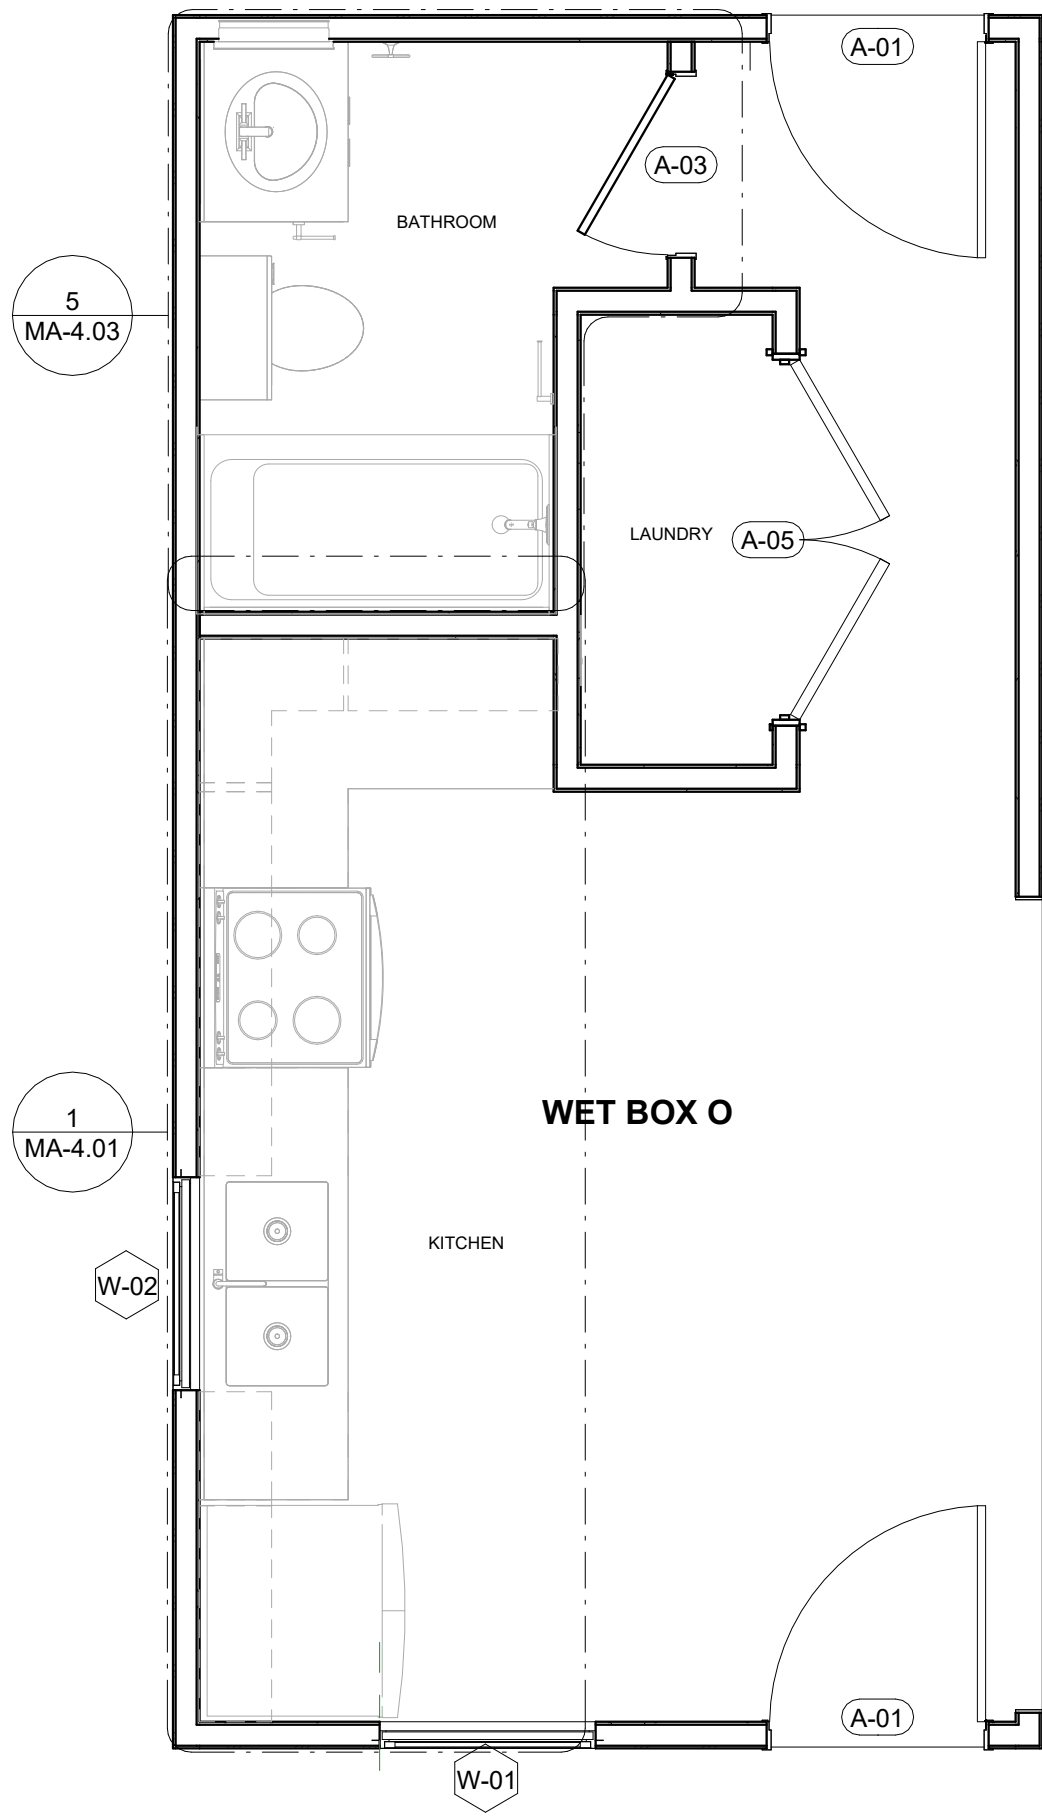 A-01
A-03
BATHROOM
5
MA-4.03
LAUNDRY
A-05
WET BOX O
1
MA-4.01
KITCHEN
W-02
A-01
W-01